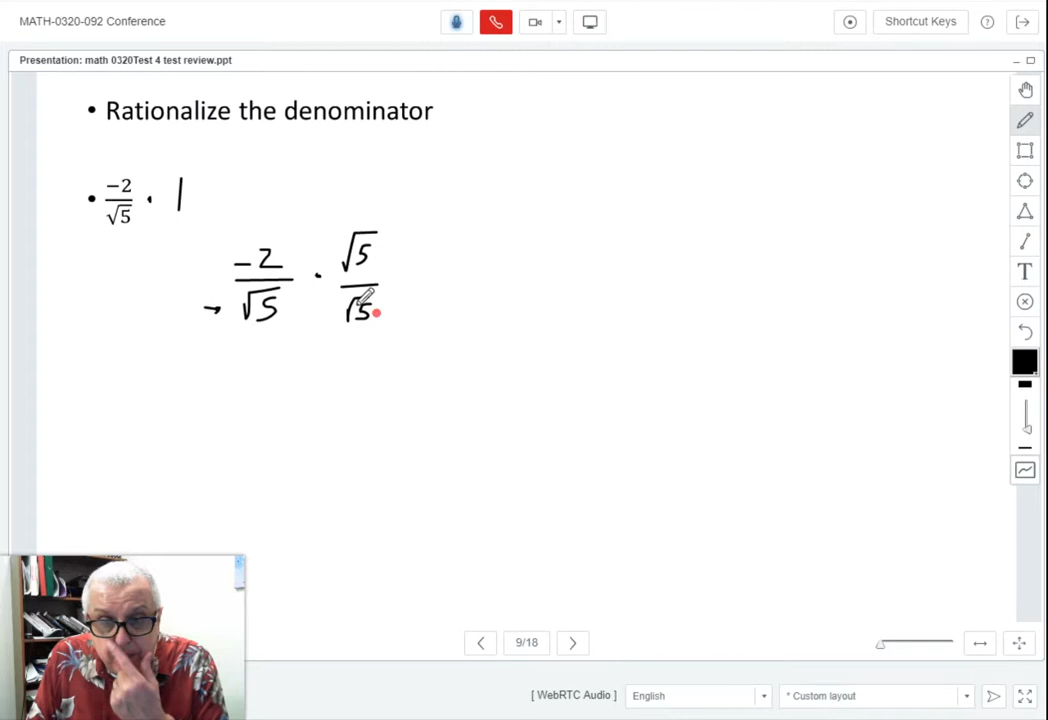 MATH-0320-092 Conference
Shortcut Keys
Presentation: math 0320Test 4 test review.ppt
• Rationalize the denominator
• -2/√5 · 1
-2/√5 · √5/√5
T
9/18
[ WebRTC Audio ] English * Custom layout